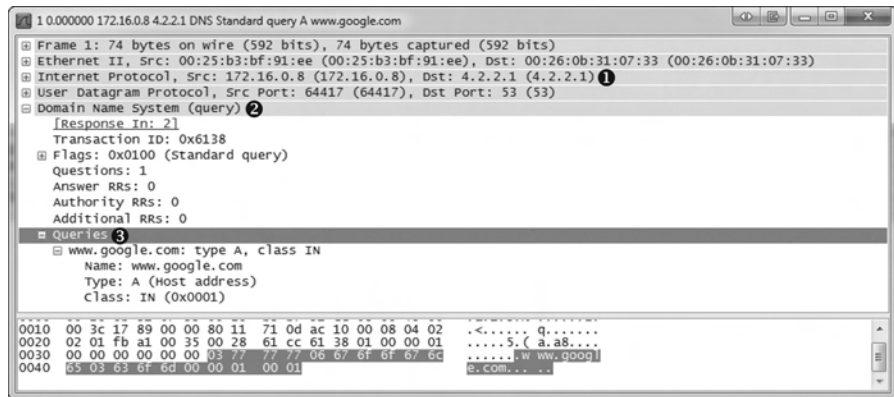 1 0.000000 172.16.0.8 4.2.2.1 DNS Standard query A www.google.com
Frame 1: 74 bytes on wire (592 bits), 74 bytes captured (592 bits)
Ethernet II, Src: 00:25:b3:bf:91:ee (00:25:b3:bf:91:ee), Dst: 00:26:0b:31:07:33 (00:26:0b:31:07:33)
Internet Protocol, Src: 172.16.0.8 (172.16.0.8), Dst: 4.2.2.1 (4.2.2.1) ❶
User Datagram Protocol, Src Port: 64417 (64417), Dst Port: 53 (53)
Domain Name System (query) ❷
[Response In: 2]
Transaction ID: 0x6138
Flags: 0x0100 (Standard query)
Questions: 1
Answer RRs: 0
Authority RRs: 0
Additional RRs: 0
Queries ❸
www.google.com: type A, class IN
Name: www.google.com
Type: A (Host address)
Class: IN (0x0001)
0010 00 3c 17 89 00 00 80 11 71 0d ac 10 00 08 04 02 .<...... q.......
0020 02 01 fb a1 00 35 00 28 61 cc 61 38 01 00 00 01 .....5.( a.a8....
0030 00 00 00 00 00 00 03 77 77 77 06 67 6f 6f 67 6c .......w ww.googl
0040 65 03 63 6f 6d 00 00 01 00 01 e.com... ..